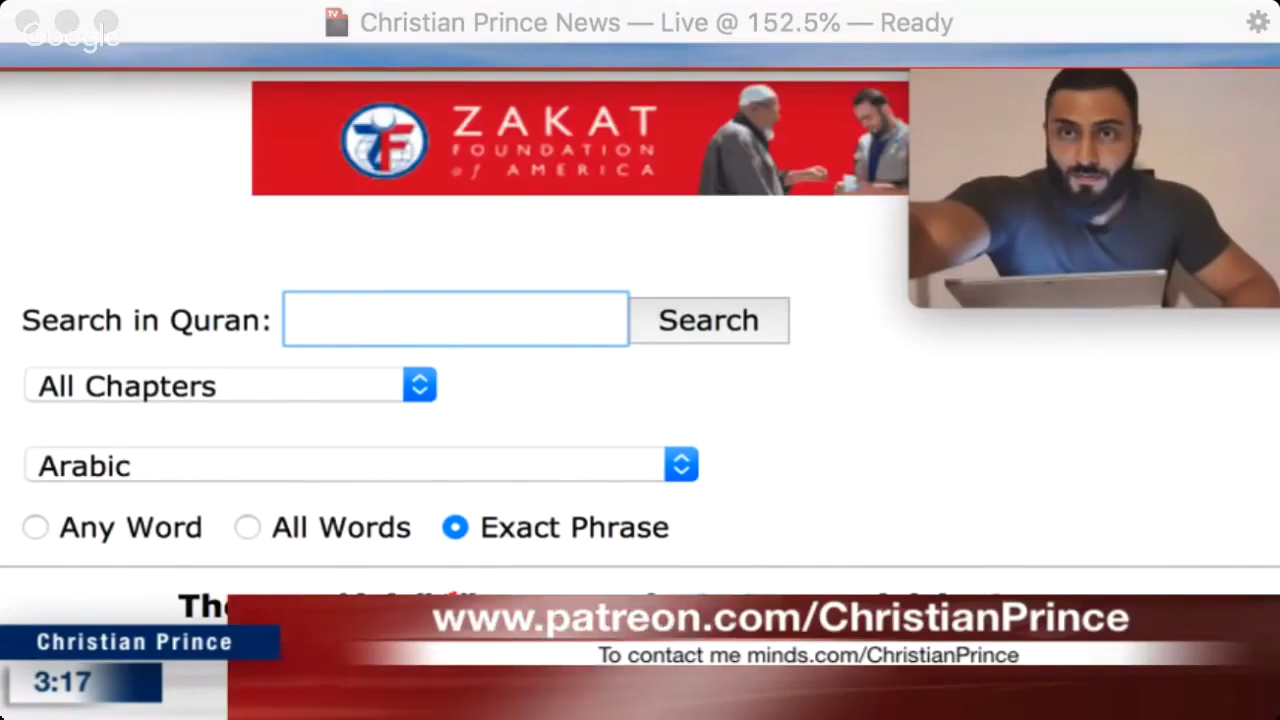 Christian Prince News — Live @ 152.5% — Ready
Google
TV
ZAKAT
FOUNDATION
of AMERICA
Search in Quran:
Search
All Chapters
Arabic
Any Word
All Words
Exact Phrase
www.patreon.com/ChristianPrince
Christian Prince
To contact me minds.com/ChristianPrince
3:17